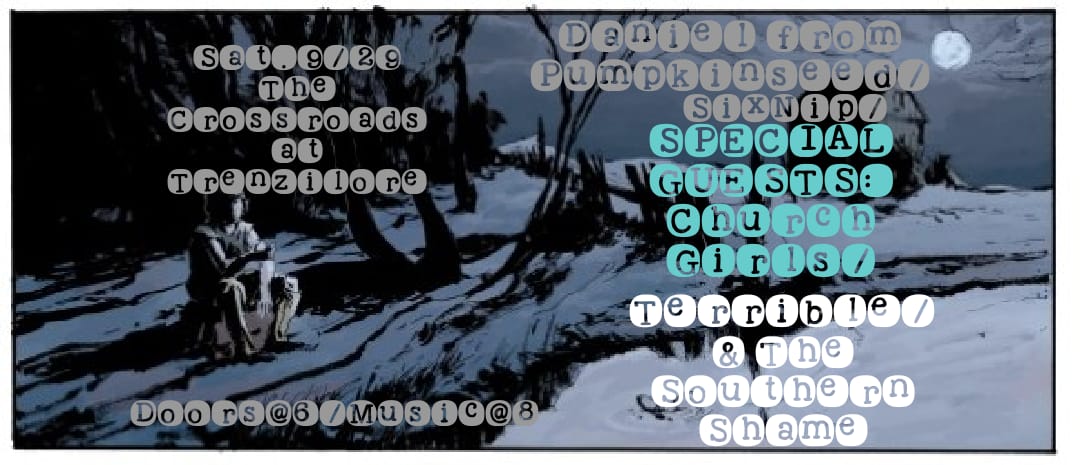 Sat.9/29
The
Crossroads
at
Trenzilore
Doors@6/Music@8
Daniel from
Pumpkinseed/
SixNip/
SPECIAL
GUESTS:
Church
Girls/
Terrible/
& The
Southern
Shame